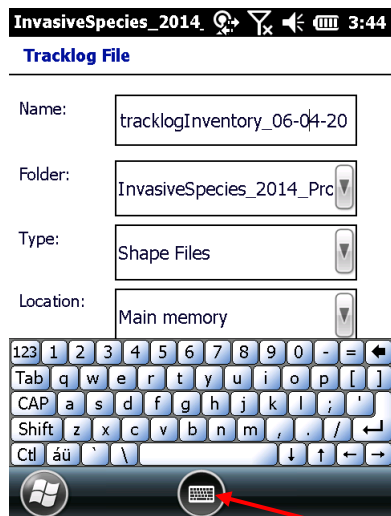 InvasiveSpecies_2014_ 3:44
Tracklog File
Name: tracklogInventory_06-04-20
Folder: InvasiveSpecies_2014_Pro
Type: Shape Files
Location: Main memory
123 1 2 3 4 5 6 7 8 9 0 - =
Tab q w e r t y u i o p [ ]
CAP a s d f g h j k l ; '
Shift z x c v b n m , . /
Ctl áü ` \